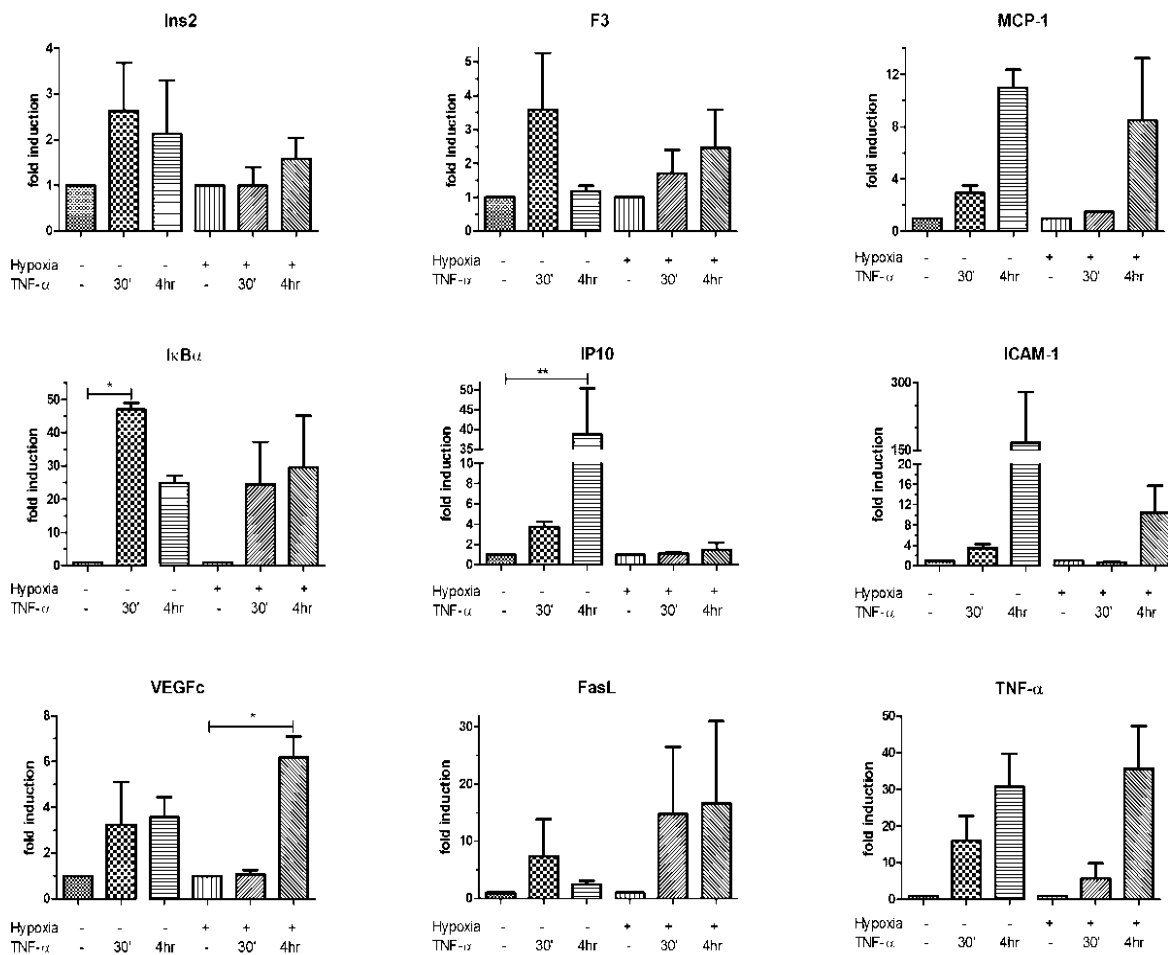 Ins2
F3
MCP-1
fold induction
4
3
2
1
0
fold induction
5
4
3
2
1
0
fold induction
12
8
4
0
Hypoxia - - - + + +
TNF-α - 30' 4hr - 30' 4hr
Hypoxia - - - + + +
TNF-α - 30' 4hr - 30' 4hr
Hypoxia - - - + + +
TNF-α - 30' 4hr - 30' 4hr
IκBα
IP10
ICAM-1
fold induction
50
40
30
20
10
0
*
fold induction
50
45
40
35
10
8
6
4
2
0
**
fold induction
300
150
20
16
12
8
4
0
Hypoxia - - - + + +
TNF-α - 30' 4hr - 30' 4hr
Hypoxia - - - + + +
TNF-α - 30' 4hr - 30' 4hr
Hypoxia - - - + + +
TNF-α - 30' 4hr - 30' 4hr
VEGFc
FasL
TNF-α
fold induction
8
6
4
2
0
*
fold induction
30
20
10
0
fold induction
50
40
30
20
10
0
Hypoxia - - - + + +
TNF-α - 30' 4hr - 30' 4hr
Hypoxia - - - + + +
TNF-α - 30' 4hr - 30' 4hr
Hypoxia - - - + + +
TNF-α - 30' 4hr - 30' 4hr